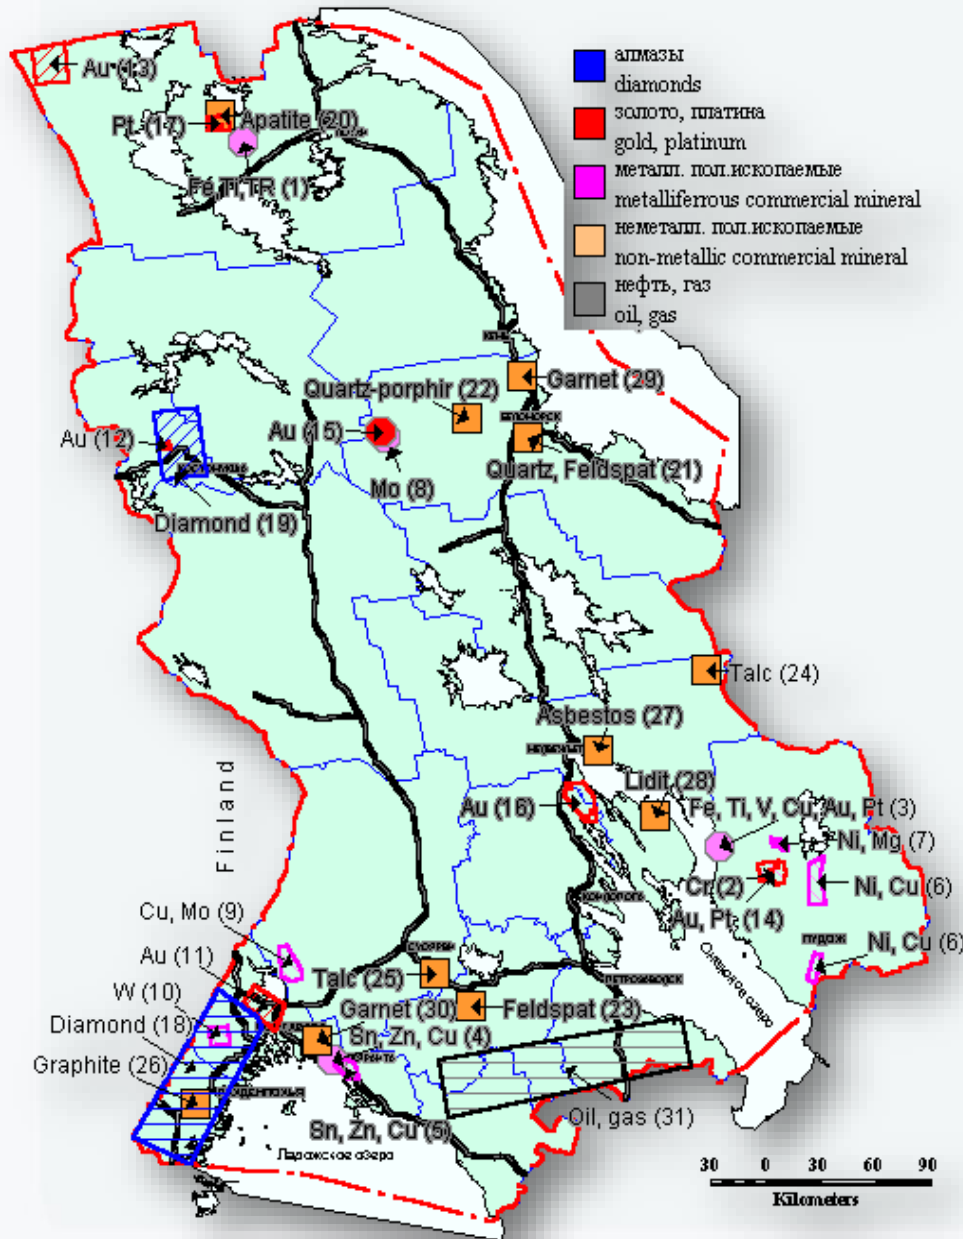 алмазы
diamonds
золото, платина
gold, platinum
металл. пол.ископаемые
metalliferrous commercial mineral
неметалл. пол.ископаемые
non-metallic commercial mineral
нефть, газ
oil, gas
Au (13)
Pt (17)
Apatite (20)
Fe,Ti,TR (1)
КЕМЬ
Garnet (29)
Quartz-porphir (22)
БЕЛОМОРСК
Au (15)
Au (12)
Quartz, Feldspat (21)
Mo (8)
Diamond (19)
Talc (24)
Asbestos (27)
Lidit (28)
Au (16)
Fe, Ti, V, Cu, Au, Pt (3)
Ni, Mg (7)
Cr (2)
Ni, Cu (6)
Au, Pt (14)
Finland
КОНДОПОГА
Cu, Mo (9)
ПУДОЖ
Ni, Cu (6)
СУОЯРВИ
Au (11)
Talc (25)
ПЕТРОЗАВОДСК
Онежское озеро
W (10)
Garnet (30)
Feldspat (23)
Diamond (18)
Sn, Zn, Cu (4)
Graphite (26)
Oil, gas (31)
Sn, Zn, Cu (5)
Ладожское озеро
30 0 30 60 90
Kilometers